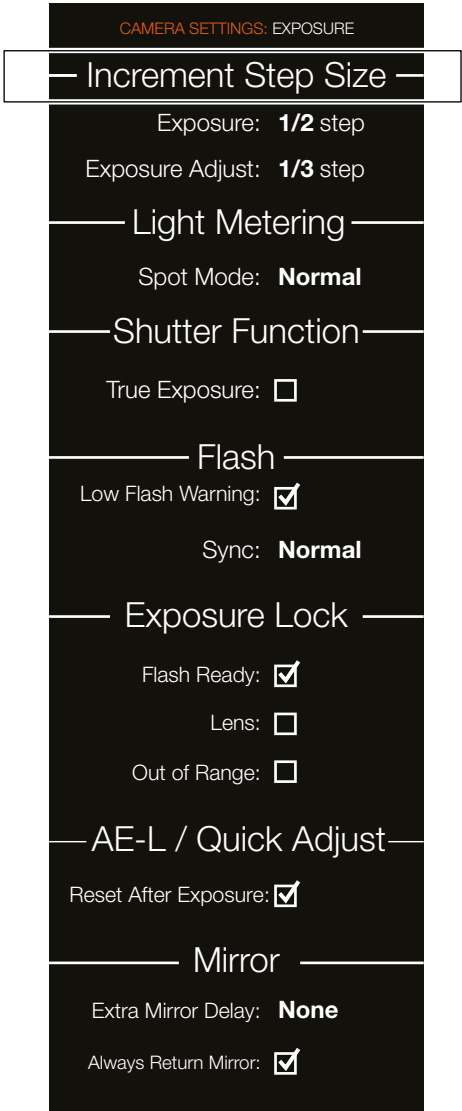 CAMERA SETTINGS: EXPOSURE
Increment Step Size
Exposure: 1/2 step
Exposure Adjust: 1/3 step
Light Metering
Spot Mode: Normal
Shutter Function
True Exposure:
Flash
Low Flash Warning:
Sync: Normal
Exposure Lock
Flash Ready:
Lens:
Out of Range:
AE-L / Quick Adjust
Reset After Exposure:
Mirror
Extra Mirror Delay: None
Always Return Mirror: